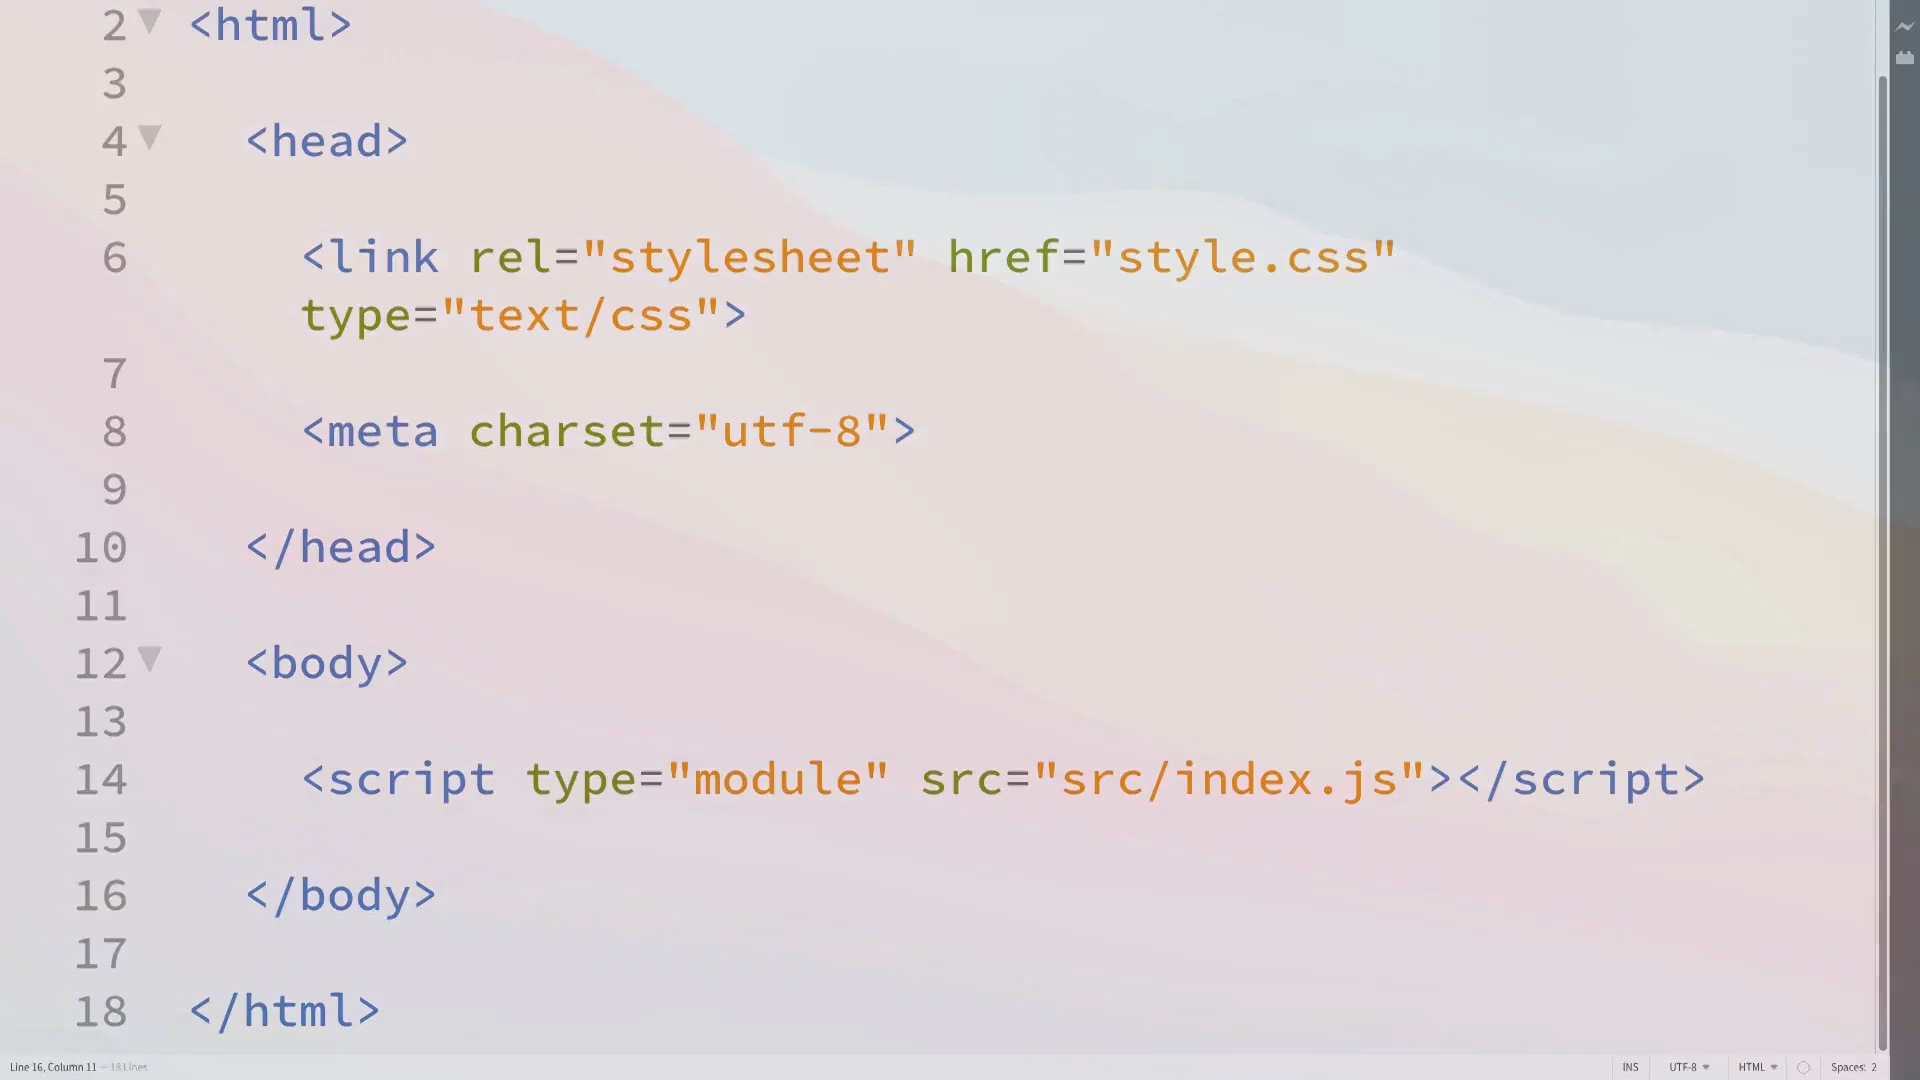 2 <html>
3
4 <head>
5
6 <link rel="stylesheet" href="style.css"
type="text/css">
7
8 <meta charset="utf-8">
9
10 </head>
11
12 <body>
13
14 <script type="module" src="src/index.js"></script>
15
16 </body>
17
18 </html>
Line 16, Column 11 — 18 Lines INS UTF-8 HTML Spaces: 2